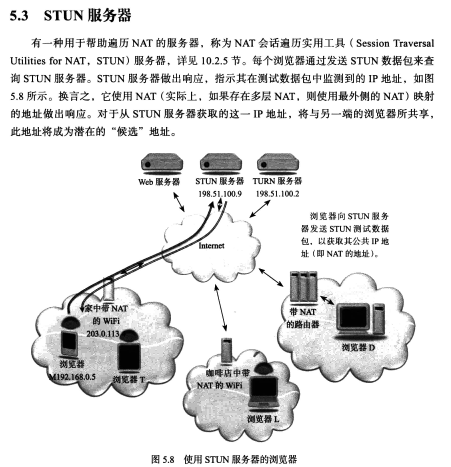 5.3 STUN 服务器
有一种用于帮助遍历 NAT 的服务器，称为 NAT 会话遍历实用工具（Session Traversal
Utilities for NAT，STUN）服务器，详见 10.2.5 节。每个浏览器通过发送 STUN 数据包来查
询 STUN 服务器。STUN 服务器做出响应，指示其在测试数据包中监测到的 IP 地址，如图
5.8 所示。换言之，它使用 NAT（实际上，如果存在多层 NAT，则使用最外侧的 NAT）映射
的地址做出响应。对于从 STUN 服务器获取的这一 IP 地址，将与另一端的浏览器所共享，
此地址将成为潜在的“候选”地址。
Web 服务器
STUN 服务器
198.51.100.9
TURN 服务器
198.51.100.2
Internet
浏览器向 STUN 服务
器发送 STUN 测试数据
包，以获取其公共 IP 地
址（即 NAT 的地址）。
家中带 NAT
的 WiFi
203.0.113
浏览器
M192.168.0.5
浏览器 T
带 NAT
的路由器
浏览器 D
咖啡店中带
NAT 的 WiFi
浏览器 L
图 5.8 使用 STUN 服务器的浏览器